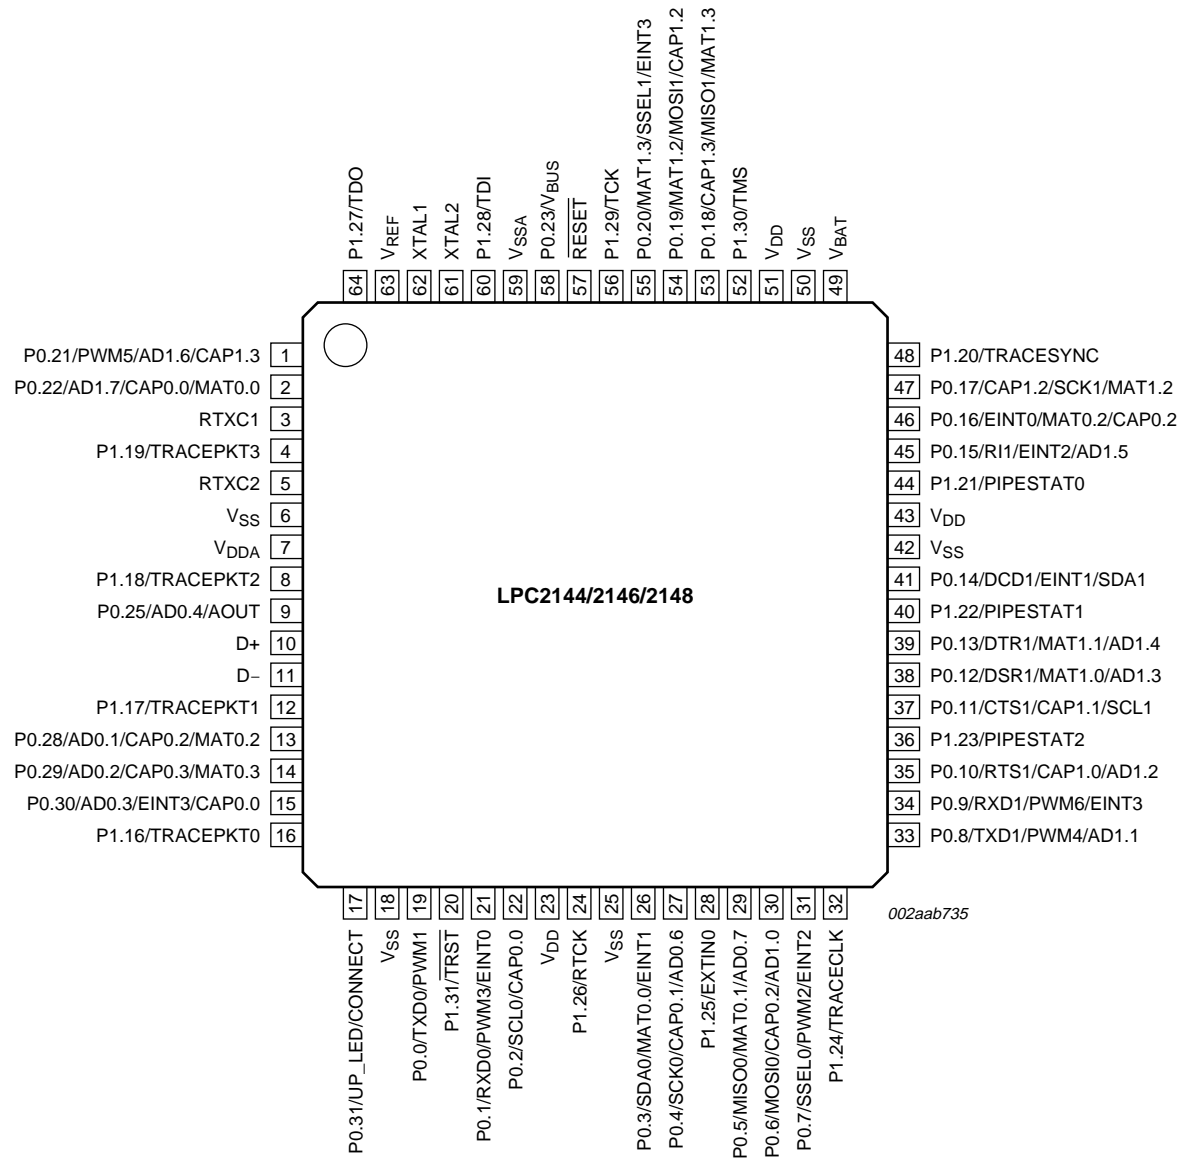 64 P1.27/TDO
63 VREF
62 XTAL1
61 XTAL2
60 P1.28/TDI
59 VSSA
58 P0.23/VBUS
57 RESET
56 P1.29/TCK
55 P0.20/MAT1.3/SSEL1/EINT3
54 P0.19/MAT1.2/MOSI1/CAP1.2
53 P0.18/CAP1.3/MISO1/MAT1.3
52 P1.30/TMS
51 VDD
50 VSS
49 VBAT
P0.21/PWM5/AD1.6/CAP1.3 1
P0.22/AD1.7/CAP0.0/MAT0.0 2
RTXC1 3
P1.19/TRACEPKT3 4
RTXC2 5
VSS 6
VDDA 7
P1.18/TRACEPKT2 8
P0.25/AD0.4/AOUT 9
D+ 10
D− 11
P1.17/TRACEPKT1 12
P0.28/AD0.1/CAP0.2/MAT0.2 13
P0.29/AD0.2/CAP0.3/MAT0.3 14
P0.30/AD0.3/EINT3/CAP0.0 15
P1.16/TRACEPKT0 16
LPC2144/2146/2148
48 P1.20/TRACESYNC
47 P0.17/CAP1.2/SCK1/MAT1.2
46 P0.16/EINT0/MAT0.2/CAP0.2
45 P0.15/RI1/EINT2/AD1.5
44 P1.21/PIPESTAT0
43 VDD
42 VSS
41 P0.14/DCD1/EINT1/SDA1
40 P1.22/PIPESTAT1
39 P0.13/DTR1/MAT1.1/AD1.4
38 P0.12/DSR1/MAT1.0/AD1.3
37 P0.11/CTS1/CAP1.1/SCL1
36 P1.23/PIPESTAT2
35 P0.10/RTS1/CAP1.0/AD1.2
34 P0.9/RXD1/PWM6/EINT3
33 P0.8/TXD1/PWM4/AD1.1
P0.31/UP_LED/CONNECT 17
VSS 18
P0.0/TXD0/PWM1 19
P1.31/TRST 20
P0.1/RXD0/PWM3/EINT0 21
P0.2/SCL0/CAP0.0 22
VDD 23
P1.26/RTCK 24
VSS 25
P0.3/SDA0/MAT0.0/EINT1 26
P0.4/SCK0/CAP0.1/AD0.6 27
P1.25/EXTIN0 28
P0.5/MISO0/MAT0.1/AD0.7 29
P0.6/MOSI0/CAP0.2/AD1.0 30
P0.7/SSEL0/PWM2/EINT2 31
P1.24/TRACECLK 32
002aab735